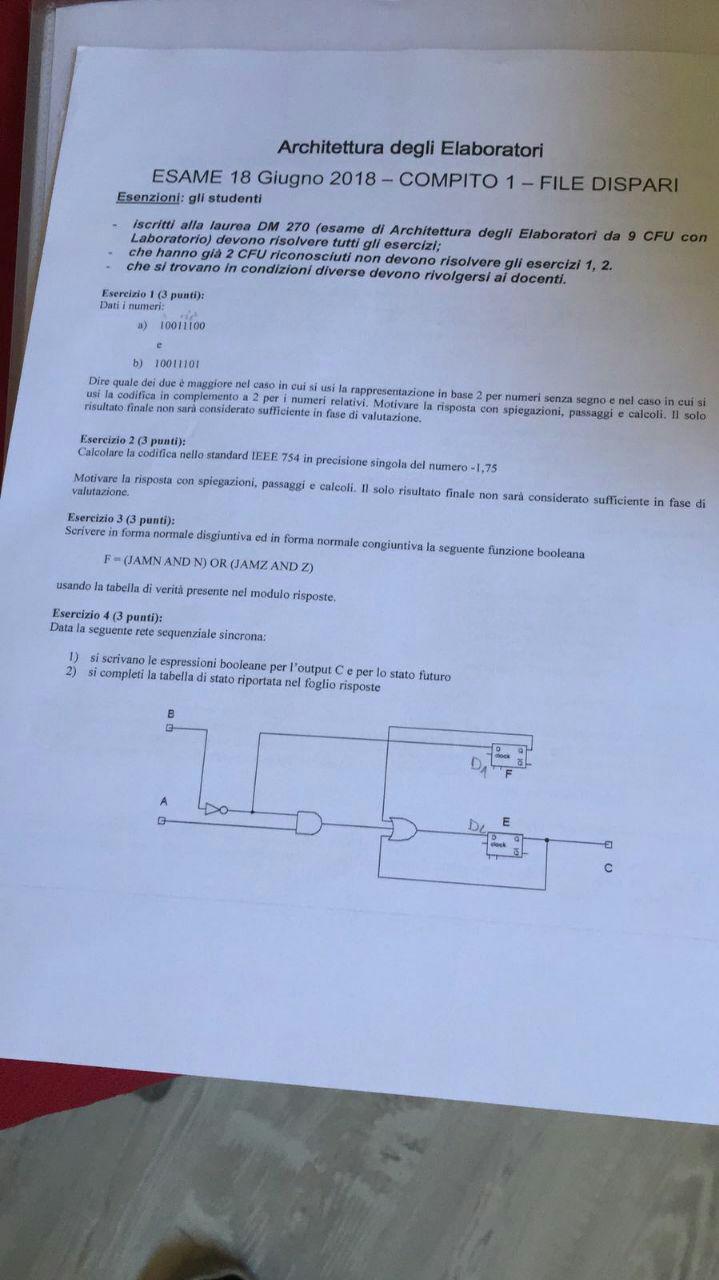 Architettura degli Elaboratori
ESAME 18 Giugno 2018 – COMPITO 1 – FILE DISPARI
Esenzioni: gli studenti
- iscritti alla laurea DM 270 (esame di Architettura degli Elaboratori da 9 CFU con
Laboratorio) devono risolvere tutti gli esercizi;
- che hanno già 2 CFU riconosciuti non devono risolvere gli esercizi 1, 2.
- che si trovano in condizioni diverse devono rivolgersi ai docenti.
Esercizio 1 (3 punti):
Dati i numeri:
a) 10011100
e
b) 10011101
Dire quale dei due è maggiore nel caso in cui si usi la rappresentazione in base 2 per numeri senza segno e nel caso in cui si
usi la codifica in complemento a 2 per i numeri relativi. Motivare la risposta con spiegazioni, passaggi e calcoli. Il solo
risultato finale non sarà considerato sufficiente in fase di valutazione.
Esercizio 2 (3 punti):
Calcolare la codifica nello standard IEEE 754 in precisione singola del numero -1,75
Motivare la risposta con spiegazioni, passaggi e calcoli. Il solo risultato finale non sarà considerato sufficiente in fase di
valutazione.
Esercizio 3 (3 punti):
Scrivere in forma normale disgiuntiva ed in forma normale congiuntiva la seguente funzione booleana
F = (JAMN AND N) OR (JAMZ AND Z)
usando la tabella di verità presente nel modulo risposte.
Esercizio 4 (3 punti):
Data la seguente rete sequenziale sincrona:
1) si scrivano le espressioni booleane per l'output C e per lo stato futuro
2) si completi la tabella di stato riportata nel foglio risposte
B
D Q
clock
Q
D1 F
A
D2 E
D Q
clock
Q
C